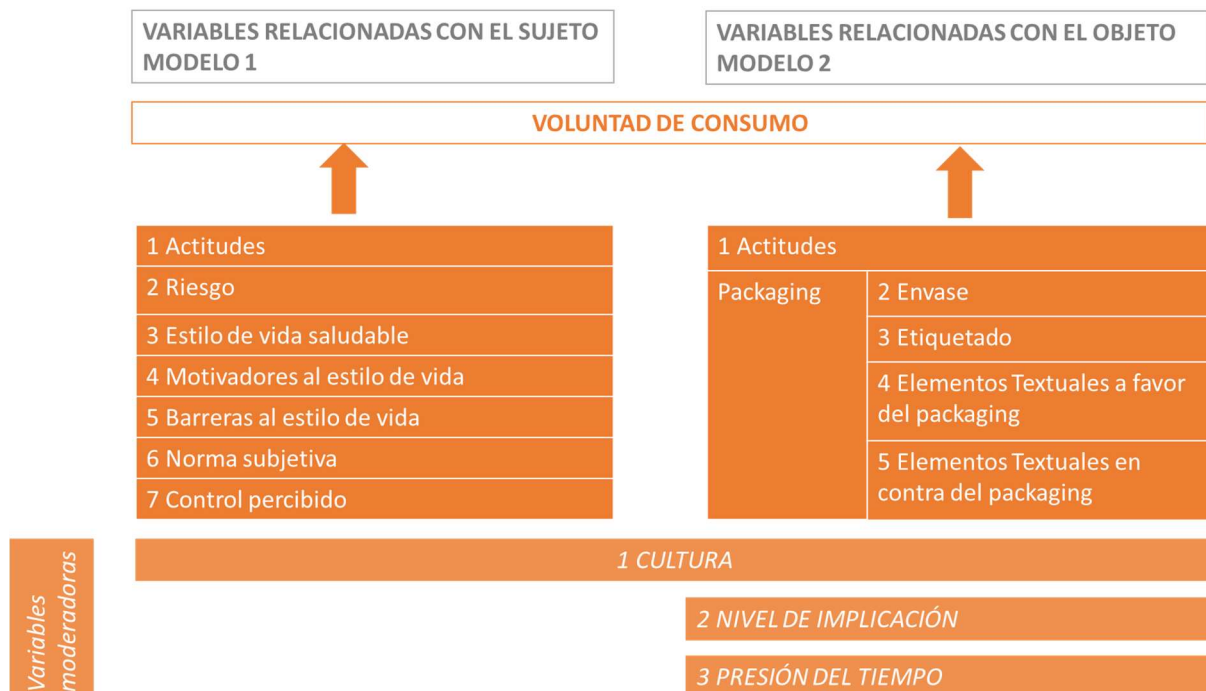 VARIABLES RELACIONADAS CON EL SUJETO
MODELO 1
VARIABLES RELACIONADAS CON EL OBJETO
MODELO 2
VOLUNTAD DE CONSUMO
1 Actitudes
2 Riesgo
3 Estilo de vida saludable
4 Motivadores al estilo de vida
5 Barreras al estilo de vida
6 Norma subjetiva
7 Control percibido
1 Actitudes
Packaging
2 Envase
3 Etiquetado
4 Elementos Textuales a favor
del packaging
5 Elementos Textuales en
contra del packaging
Variables
moderadoras
1 CULTURA
2 NIVEL DE IMPLICACIÓN
3 PRESIÓN DEL TIEMPO